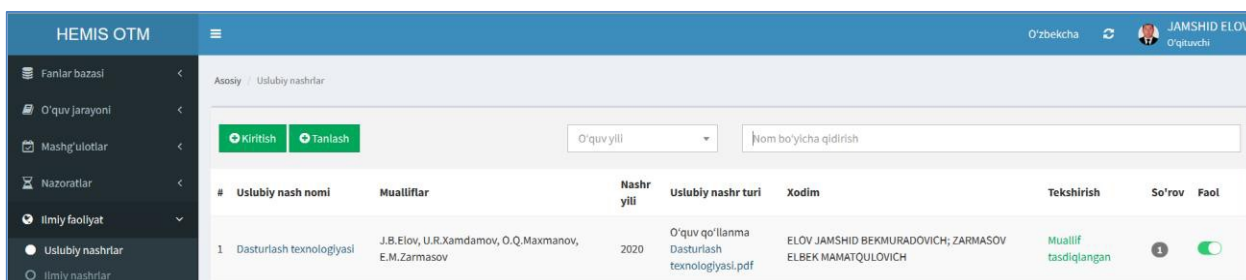 HEMIS OTM
O'zbekcha
JAMSHID ELOV
O'qituvchi
Fanlar bazasi
O'quv jarayoni
Mashg'ulotlar
Nazoratlar
Ilmiy faoliyat
Uslubiy nashrlar
Ilmiy nashrlar
Asosiy / Uslubiy nashrlar
Kiritish Tanlash O'quv yili Nom bo'yicha qidirish
# Uslubiy nash nomi Mualliflar Nashr yili Uslubiy nashr turi Xodim Tekshirish So'rov Faol
1 Dasturlash texnologiyasi
J.B.Elov, U.R.Xamdamov, O.Q.Maxmanov,
E.M.Zarmasov
2020
O'quv qo'llanma
Dasturlash
texnologiyasi.pdf
ELOV JAMSHID BEKMURADOVICH; ZARMASOV
ELBEK MAMATQULOVICH
Muallif
tasdiqlangan
1